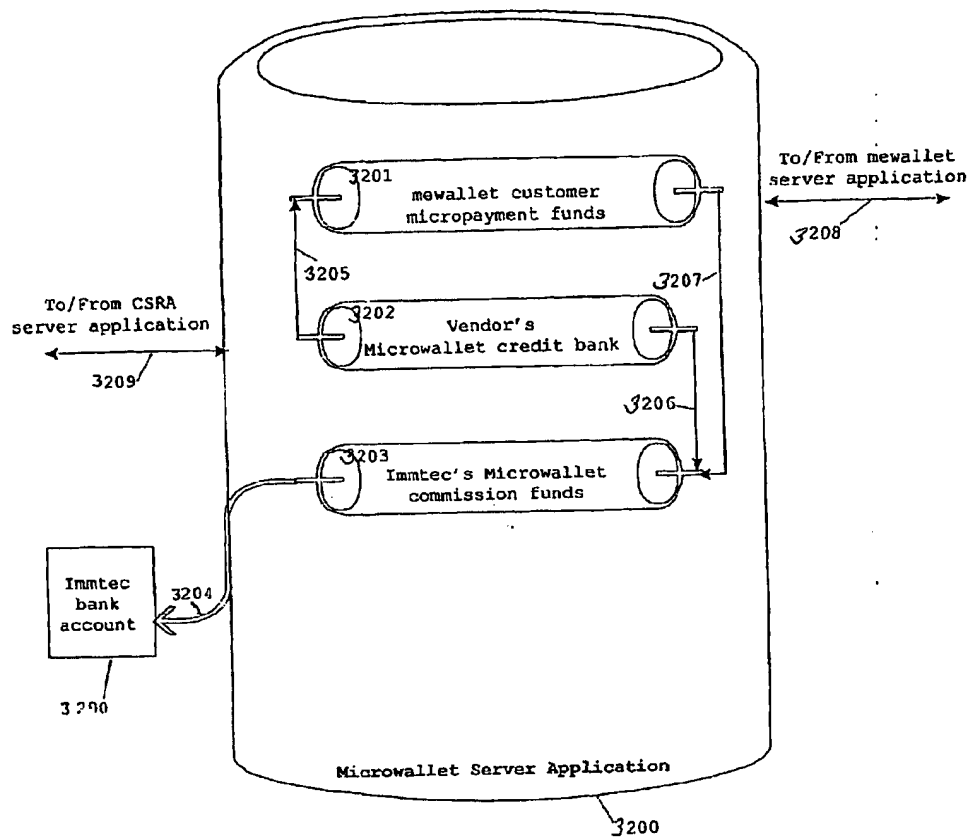 3201
mewallet customer
micropayment funds
To/From mewallet
server application
3208
3205
3207
To/From CSRA
server application
3209
3202
Vendor's
Microwallet credit bank
3206
3203
Immtec's Microwallet
commission funds
Immtec
bank
account
3204
3290
Microwallet Server Application
3200